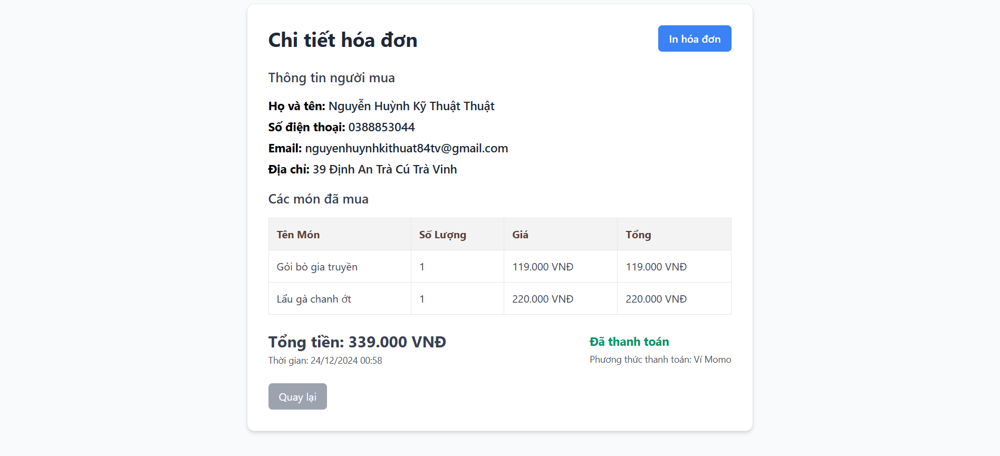 Chi tiết hóa đơn
In hóa đơn
Thông tin người mua
Họ và tên: Nguyễn Huỳnh Kỹ Thuật Thuật
Số điện thoại: 0388853044
Email: nguyenhuynhkithuat84tv@gmail.com
Địa chỉ: 39 Định An Trà Cú Trà Vinh
Các món đã mua
Tên Món Số Lượng Giá Tổng
Gỏi bò gia truyền 1 119.000 VNĐ 119.000 VNĐ
Lẩu gà chanh ớt 1 220.000 VNĐ 220.000 VNĐ
Tổng tiền: 339.000 VNĐ
Đã thanh toán
Thời gian: 24/12/2024 00:58
Phương thức thanh toán: Ví Momo
Quay lại